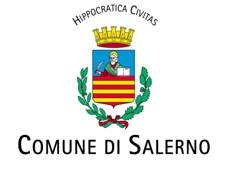 HIPPOCRATICA CIVITAS
COMUNE DI SALERNO